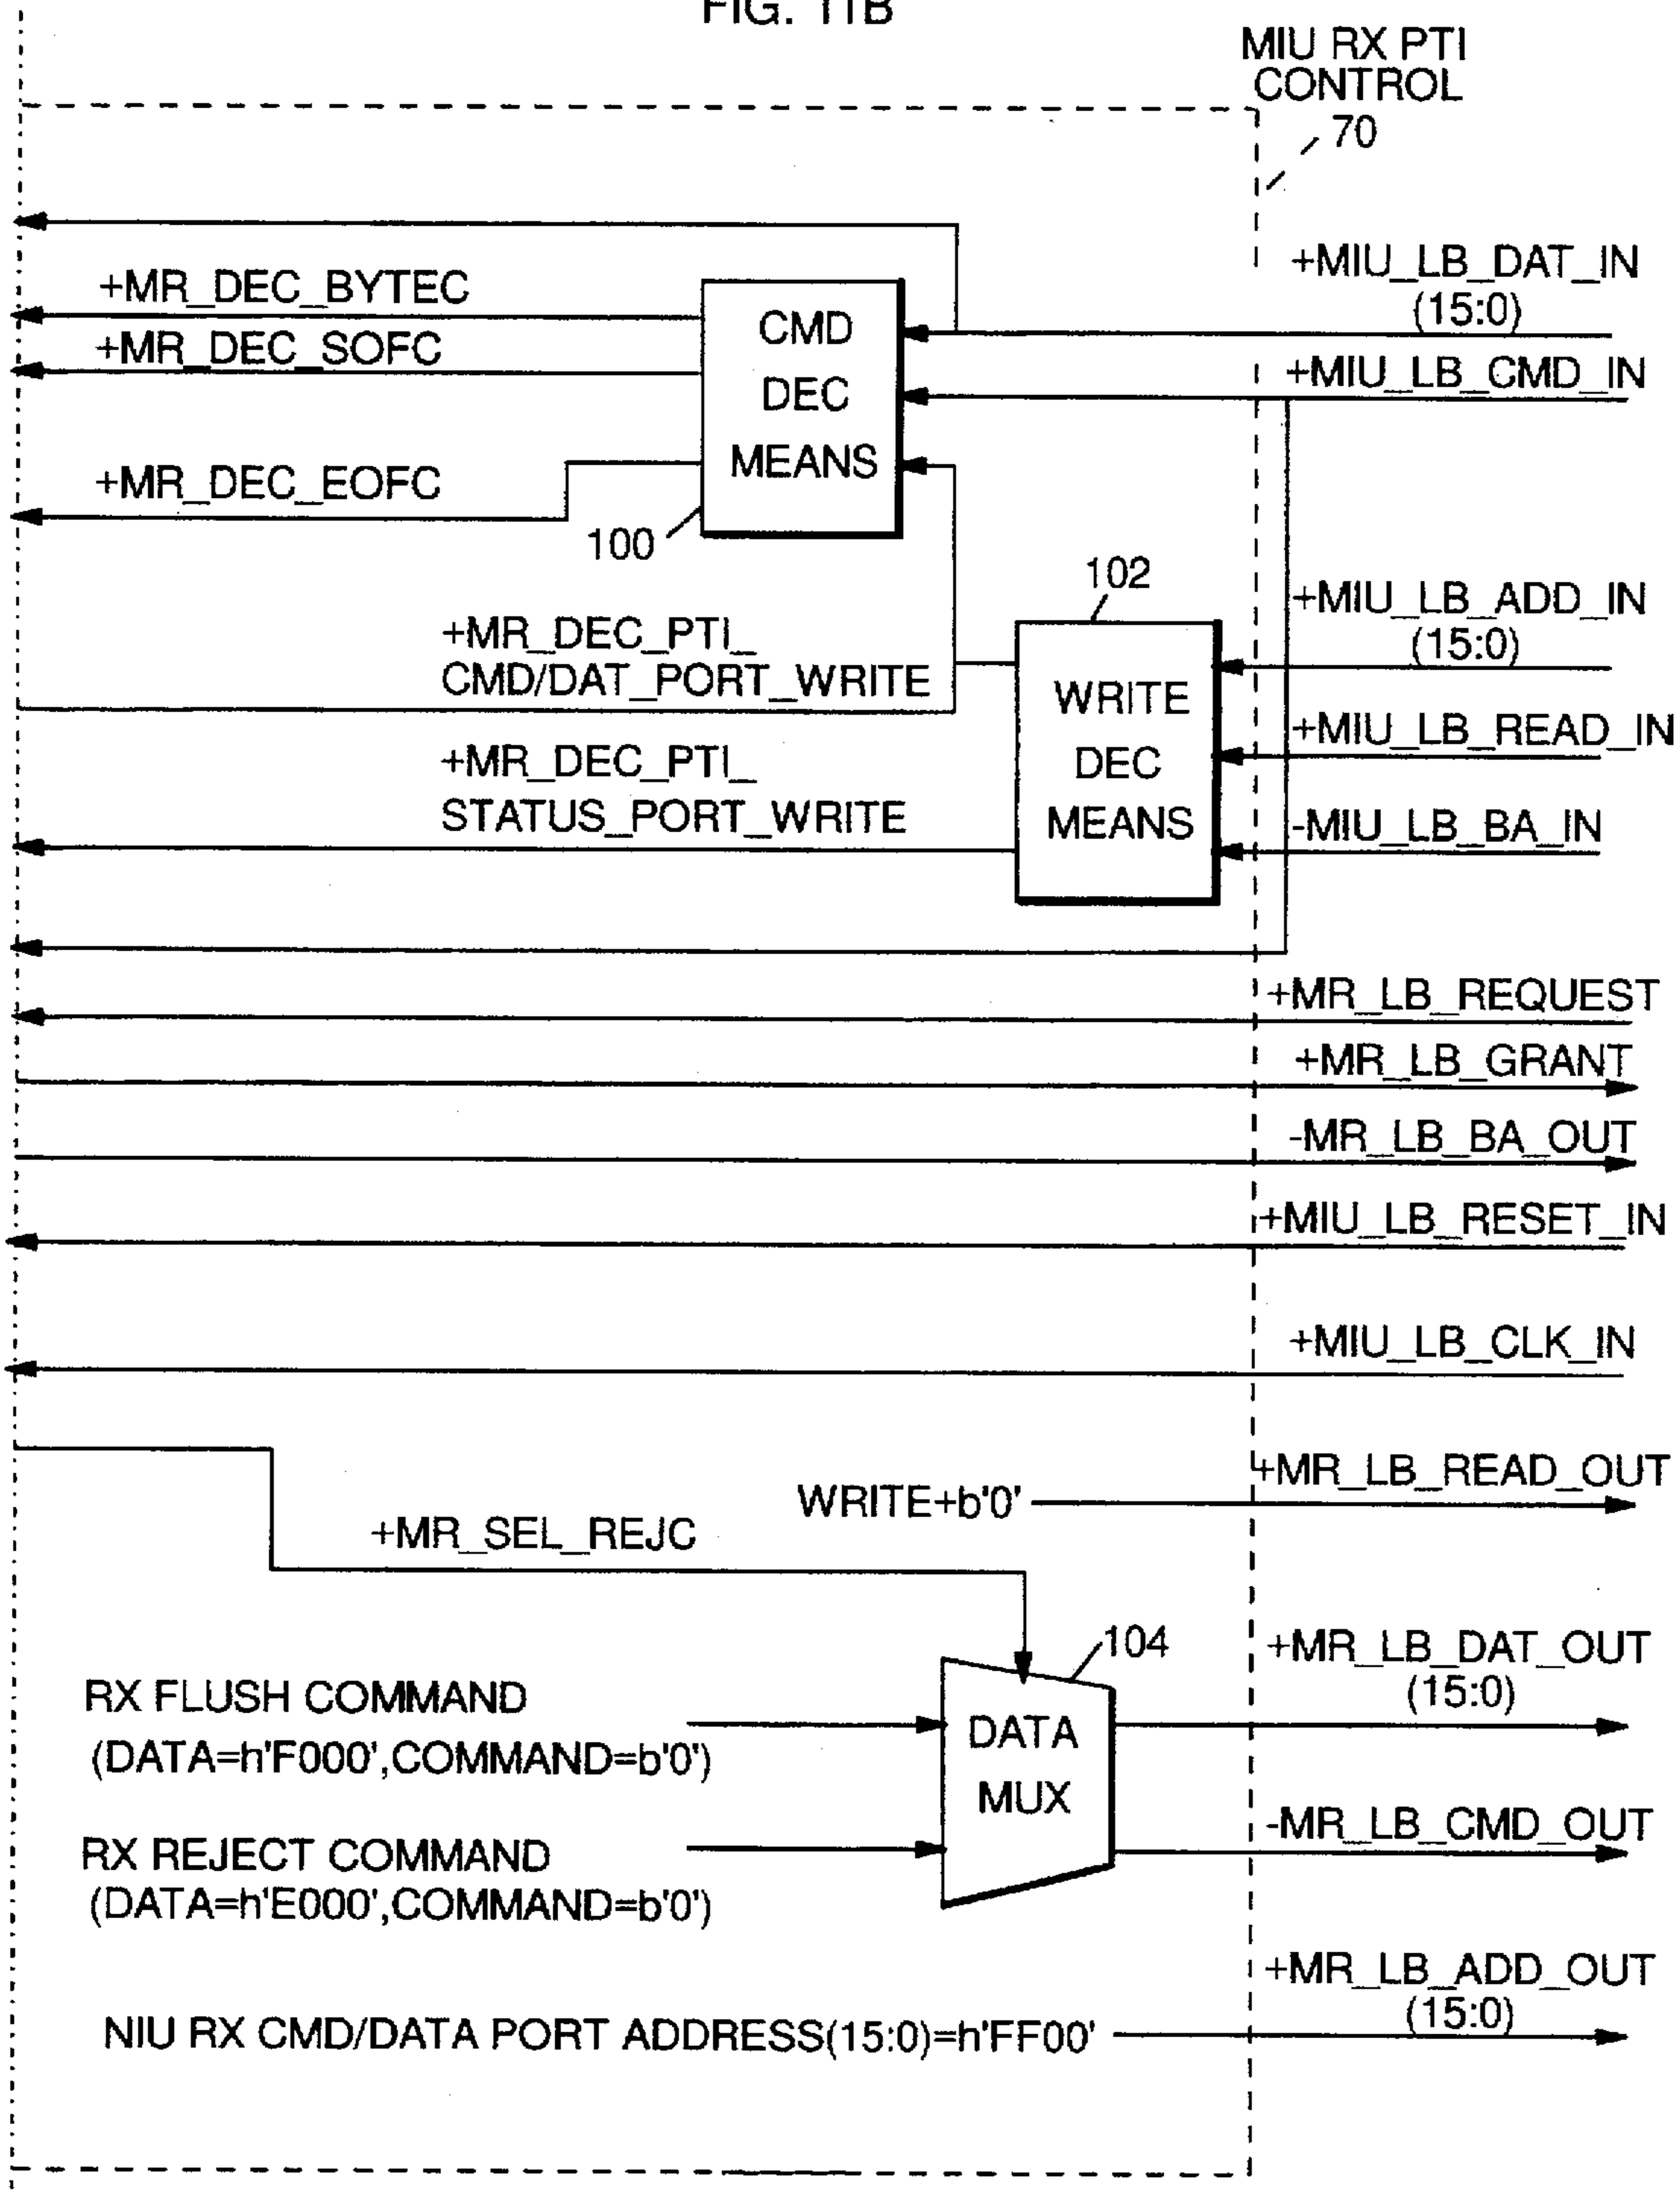 FIG. 11B
MIU RX PTI
CONTROL
70
+MIU_LB_DAT_IN
(15:0)
+MR_DEC_BYTEC
CMD
DEC
MEANS
+MR_DEC_SOFC
+MIU_LB_CMD_IN
+MR_DEC_EOFC
100
102
+MIU_LB_ADD_IN
(15:0)
+MR_DEC_PTI_
CMD/DAT_PORT_WRITE
WRITE
DEC
MEANS
+MIU_LB_READ_IN
+MR_DEC_PTI_
STATUS_PORT_WRITE
-MIU_LB_BA_IN
+MR_LB_REQUEST
+MR_LB_GRANT
-MR_LB_BA_OUT
+MIU_LB_RESET_IN
+MIU_LB_CLK_IN
+MR_LB_READ_OUT
WRITE+b'0'
+MR_SEL_REJC
104
+MR_LB_DAT_OUT
(15:0)
RX FLUSH COMMAND
(DATA=h'F000',COMMAND=b'0')
DATA
MUX
-MR_LB_CMD_OUT
RX REJECT COMMAND
(DATA=h'E000',COMMAND=b'0')
+MR_LB_ADD_OUT
(15:0)
NIU RX CMD/DATA PORT ADDRESS(15:0)=h'FF00'